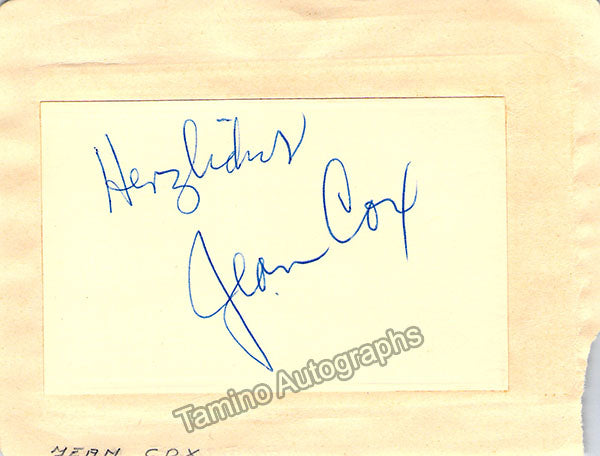 Herzlichst
Jean Cox
Tamino Autographs
JEAN COX